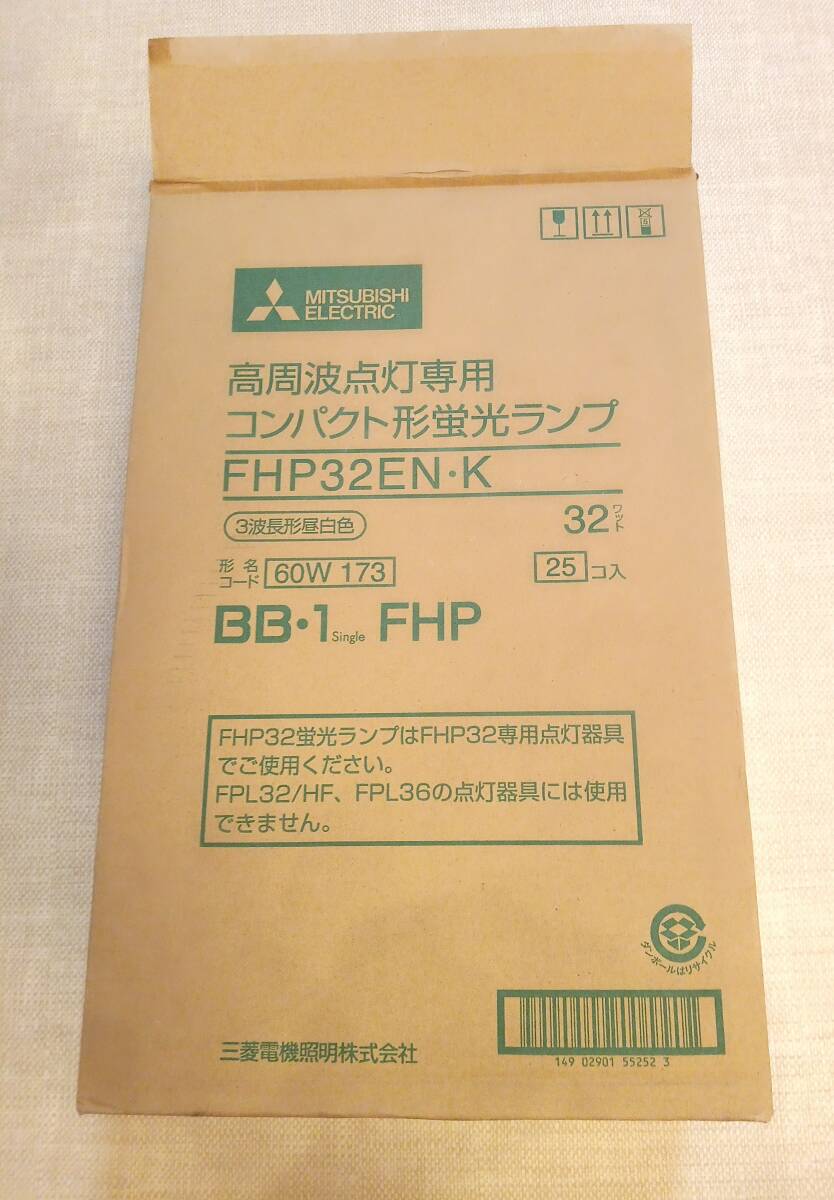 MITSUBISHI
ELECTRIC
高周波点灯専用
コンパクト形蛍光ランプ
FHP32EN・K
3波長形昼白色
32ワット
形名
コード
60W 173
25コ入
BB・1 Single FHP
FHP32蛍光ランプはFHP32専用点灯器具
でご使用ください。
FPL32/HF、FPL36の点灯器具には使用
できません。
ダンボールはリサイクル
三菱電機照明株式会社
149 02901 55252 3